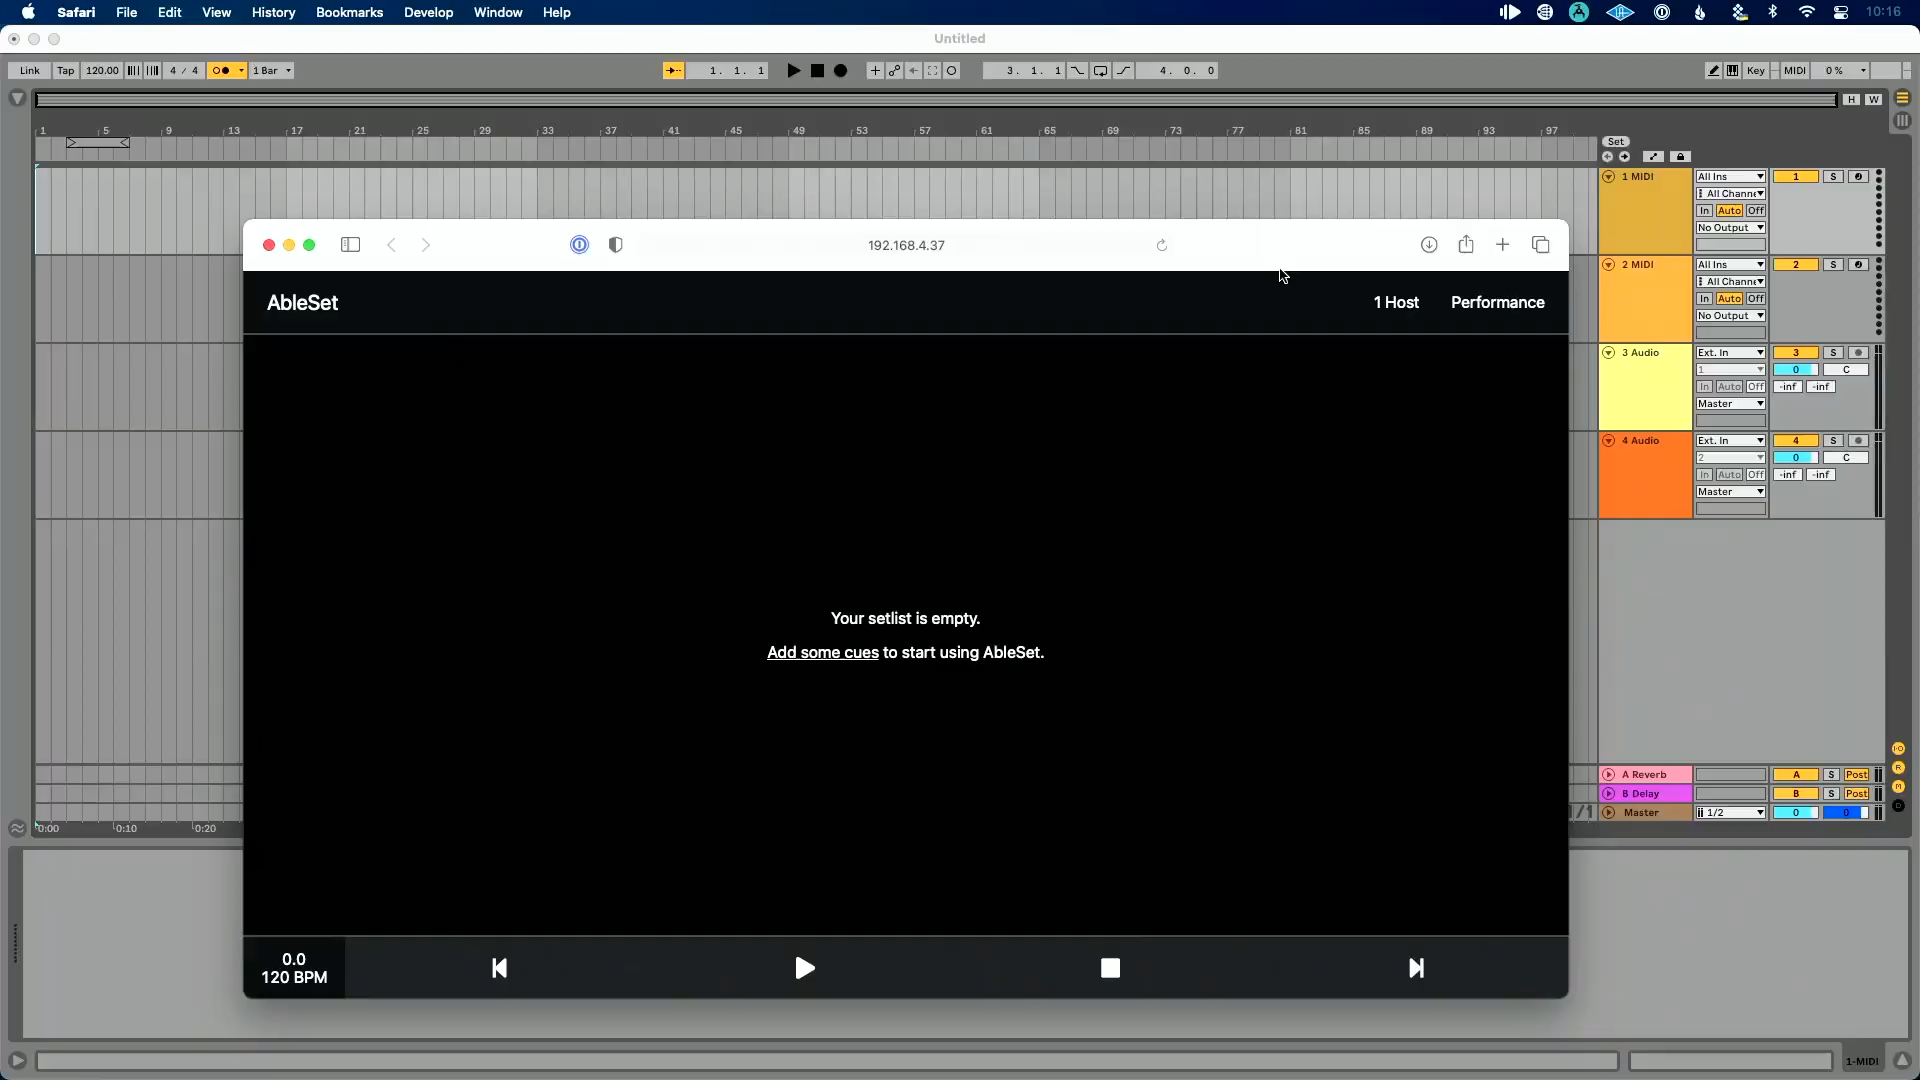 Safari File Edit View History Bookmarks Develop Window Help 10:16
Untitled
Link Tap 120.00 4 / 4 1 Bar 1. 1. 1 3. 1. 1 4. 0. 0 Key MIDI 0 %
H W
1 5 9 13 17 21 25 29 33 37 41 45 49 53 57 61 65 69 73 77 81 85 89 93 97
Set
1 MIDI All Ins 1 S
All Channe
In Auto Off
No Output
192.168.4.37
2 MIDI All Ins 2 S
All Channe
In Auto Off
No Output
AbleSet 1 Host Performance
3 Audio Ext. In 3 S
1 0 C
In Auto Off -inf -inf
Master
4 Audio Ext. In 4 S
2 0 C
In Auto Off -inf -inf
Master
Your setlist is empty.
Add some cues to start using AbleSet.
A Reverb A S Post
B Delay B S Post
Master 1/2 0 0
0:00 0:10 0:20 /1
0.0
120 BPM
1-MIDI